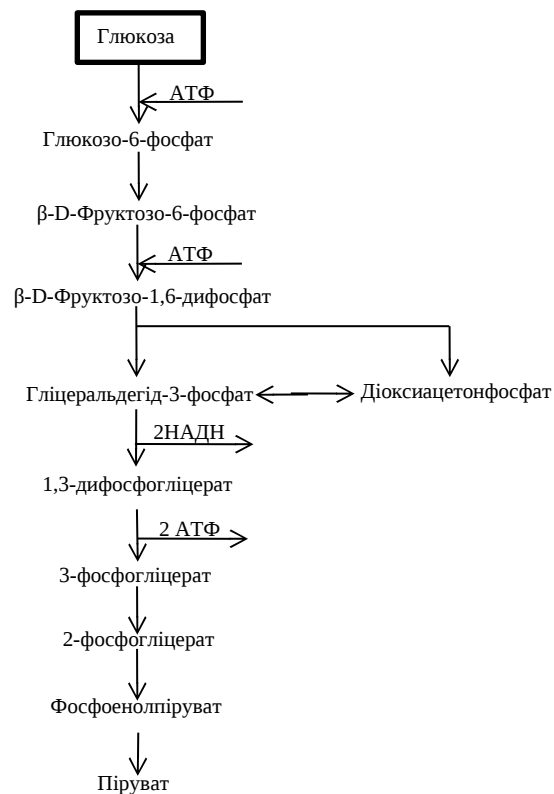 Глюкоза
АТФ
Глюкозо-6-фосфат
β-D-Фруктозо-6-фосфат
АТФ
β-D-Фруктозо-1,6-дифосфат
Гліцеральдегід-3-фосфат
Діоксиацетонфосфат
2НАДН
1,3-дифосфогліцерат
2 АТФ
3-фосфогліцерат
2-фосфогліцерат
Фосфоенолпіруват
Піруват